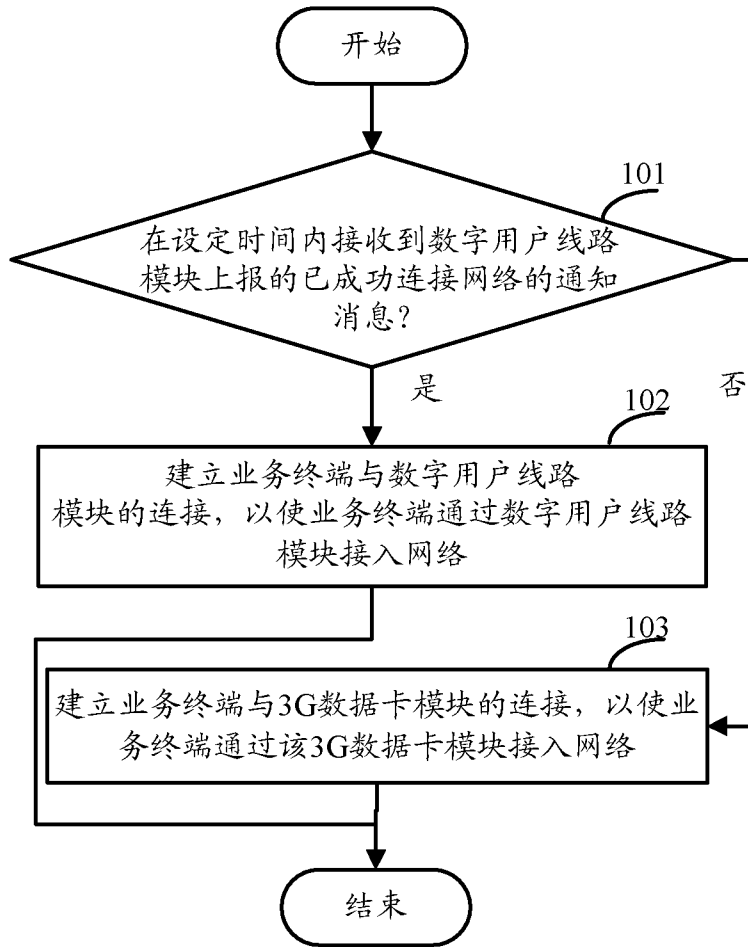 开始
101
在设定时间内接收到数字用户线路
模块上报的已成功连接网络的通知
消息？
是
否
102
建立业务终端与数字用户线路
模块的连接，以使业务终端通过数字用户线路
模块接入网络
103
建立业务终端与3G数据卡模块的连接，以使业
务终端通过该3G数据卡模块接入网络
结束